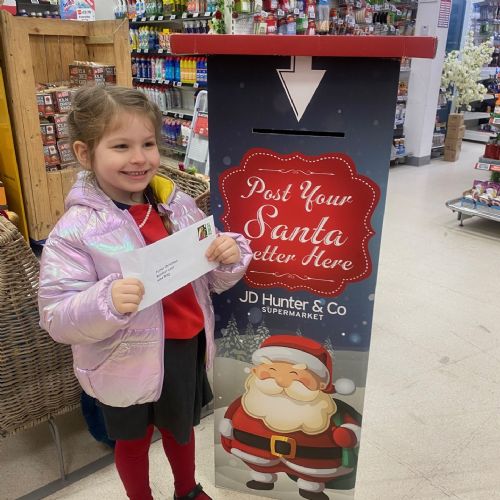 Post Your
Santa
Letter Here
JD Hunter & Co
SUPERMARKET